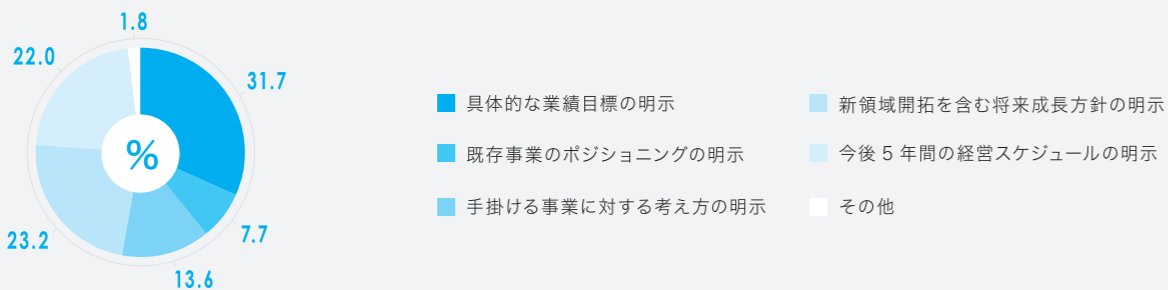 1.8
22.0
31.7
%
23.2
7.7
13.6
具体的な業績目標の明示
既存事業のポジショニングの明示
手掛ける事業に対する考え方の明示
新領域開拓を含む将来成長方針の明示
今後 5 年間の経営スケジュールの明示
その他